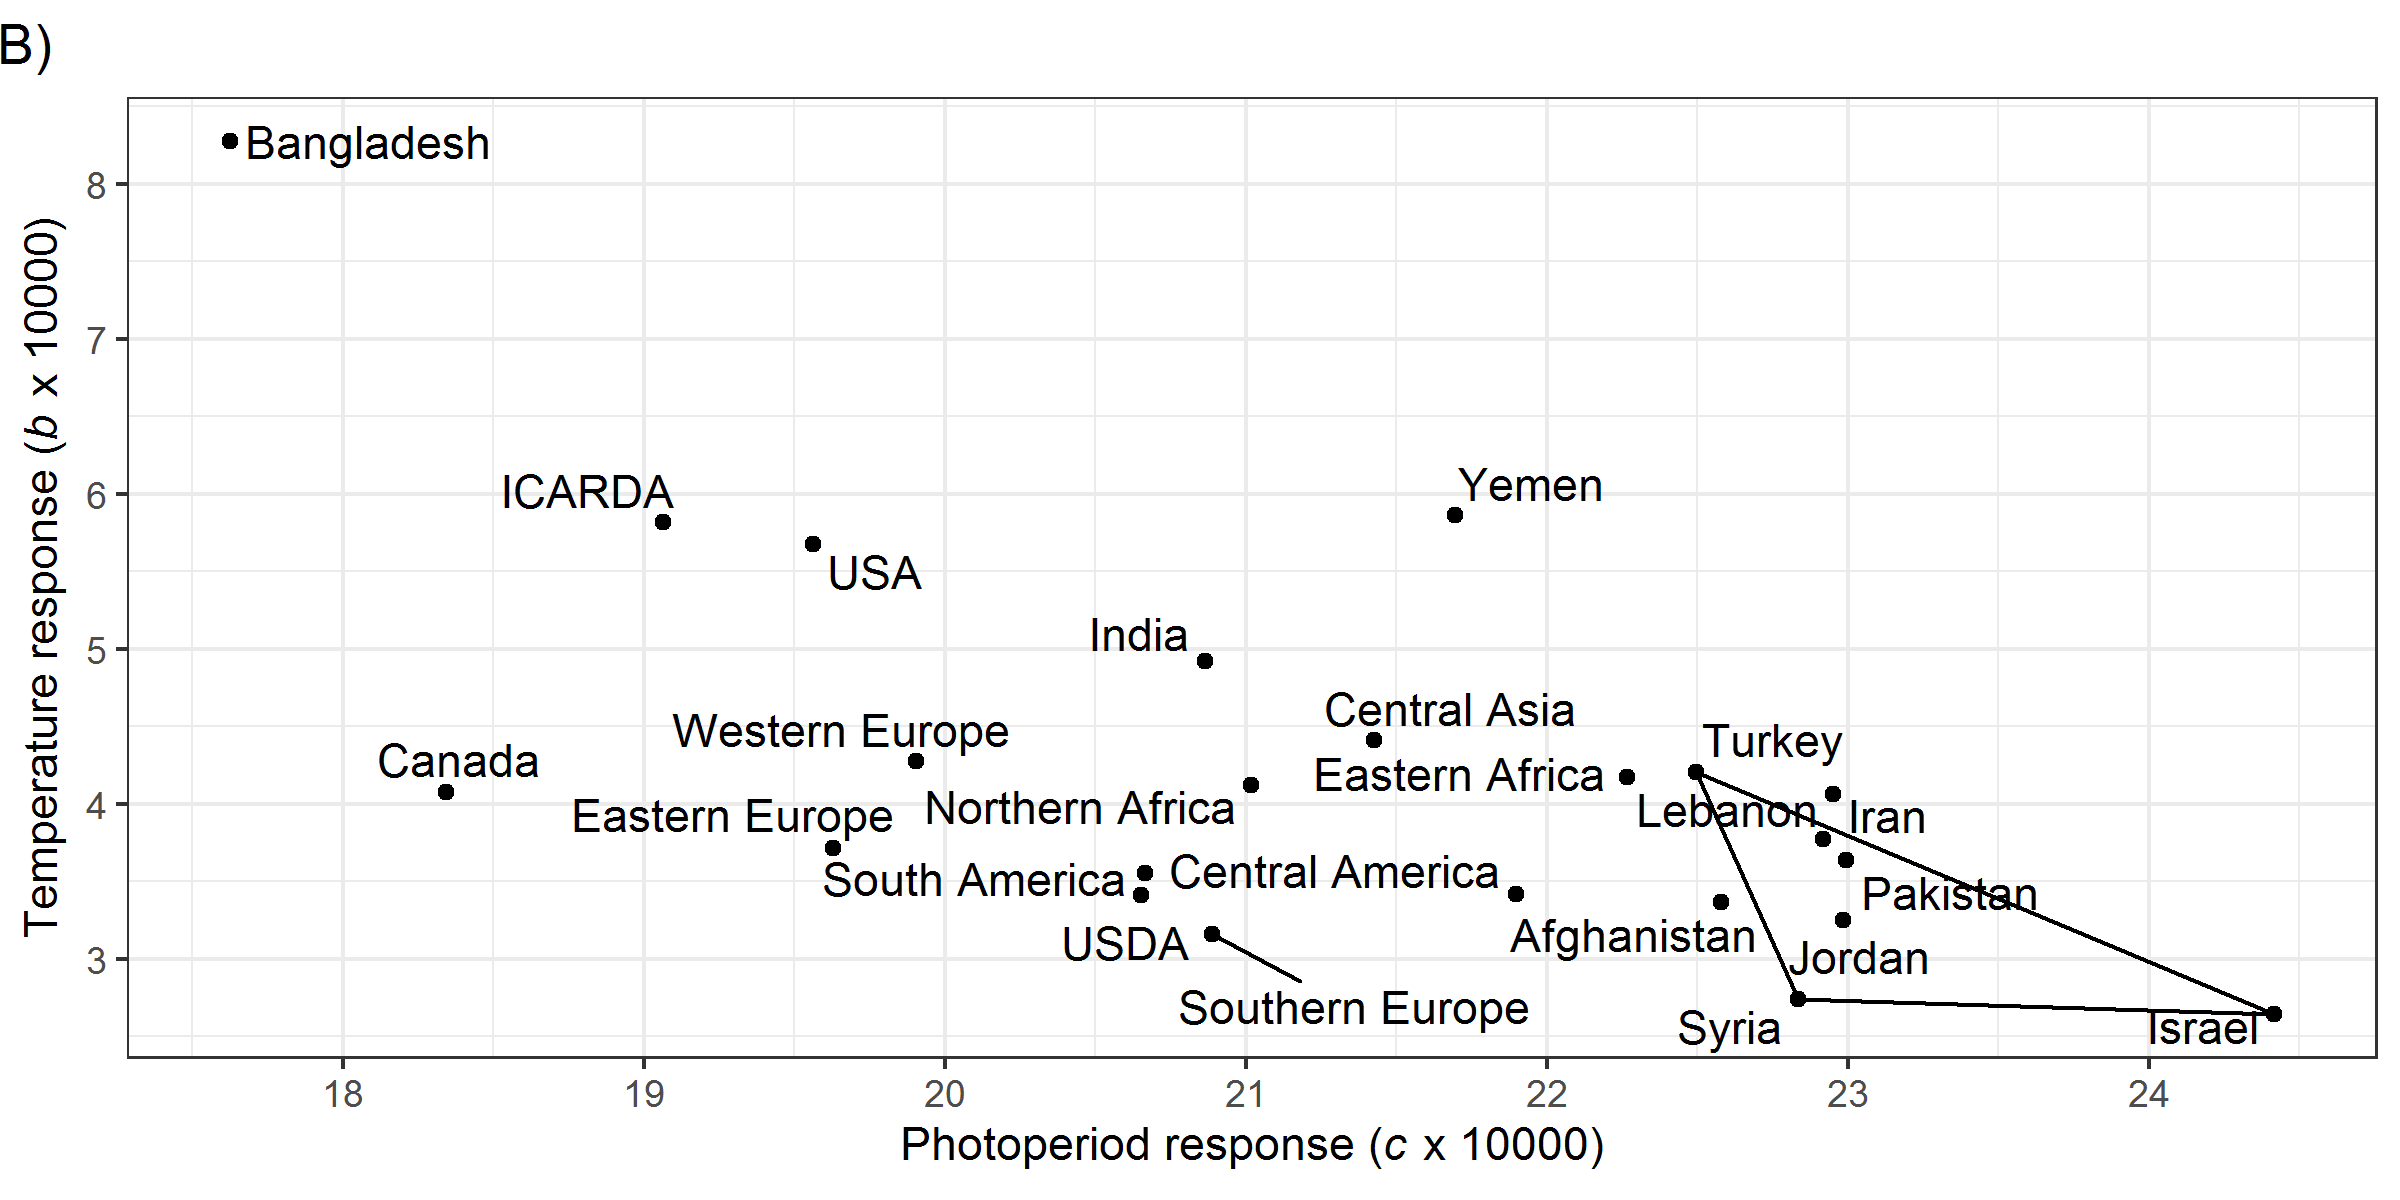 B)
Bangladesh
8
7
ICARDA
Yemen
6
USA
India
5
Central Asia
Western Europe
Turkey
Canada
Eastern Africa
4
Northern Africa
Lebanon
Iran
Eastern Europe
South America
Central America
Pakistan
Afghanistan
USDA
3
Jordan
Southern Europe
Syria
Israel
18 19 20 21 22 23 24
Photoperiod response (c x 10000)
Temperature response (b x 10000)